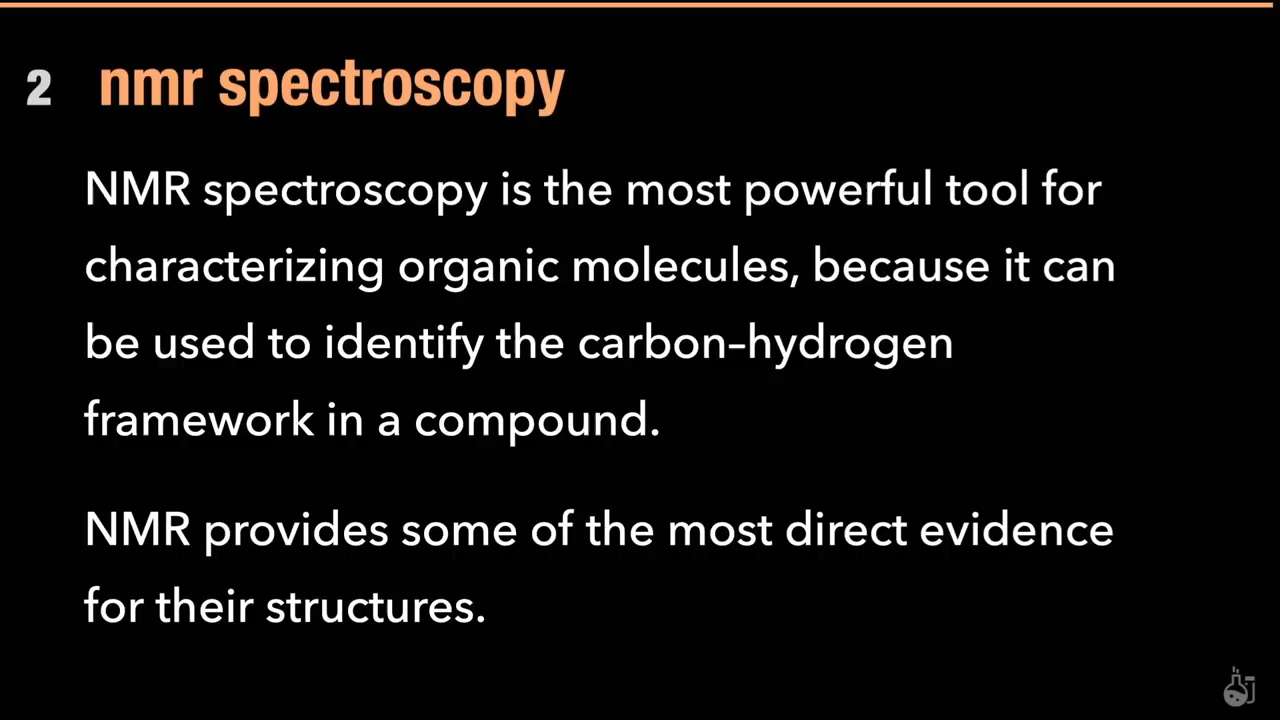 2 nmr spectroscopy
NMR spectroscopy is the most powerful tool for
characterizing organic molecules, because it can
be used to identify the carbon–hydrogen
framework in a compound.
NMR provides some of the most direct evidence
for their structures.